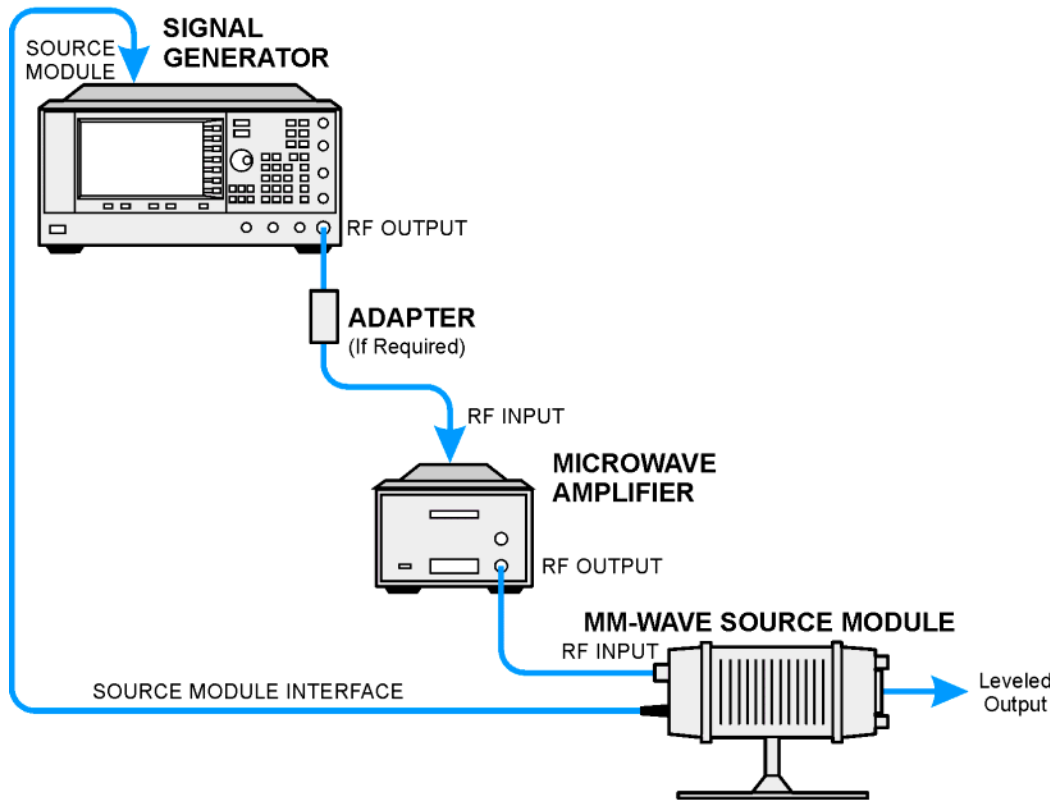 SIGNAL
GENERATOR
SOURCE
MODULE
RF OUTPUT
ADAPTER
(If Required)
RF INPUT
MICROWAVE
AMPLIFIER
RF OUTPUT
MM-WAVE SOURCE MODULE
RF INPUT
SOURCE MODULE INTERFACE
Leveled
Output